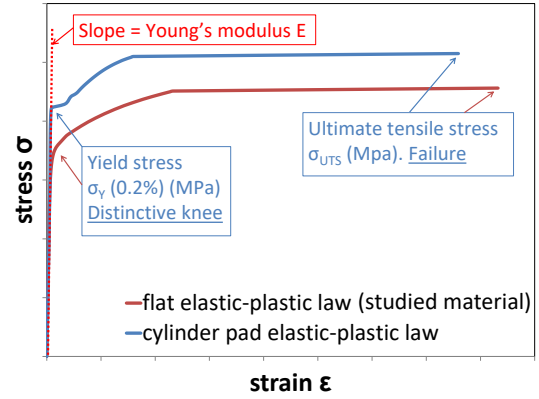 Slope = Young's modulus E
stress σ
Yield stress
σY (0.2%) (MPa)
Distinctive knee
Ultimate tensile stress
σUTS (Mpa). Failure
flat elastic-plastic law (studied material)
cylinder pad elastic-plastic law
strain ε